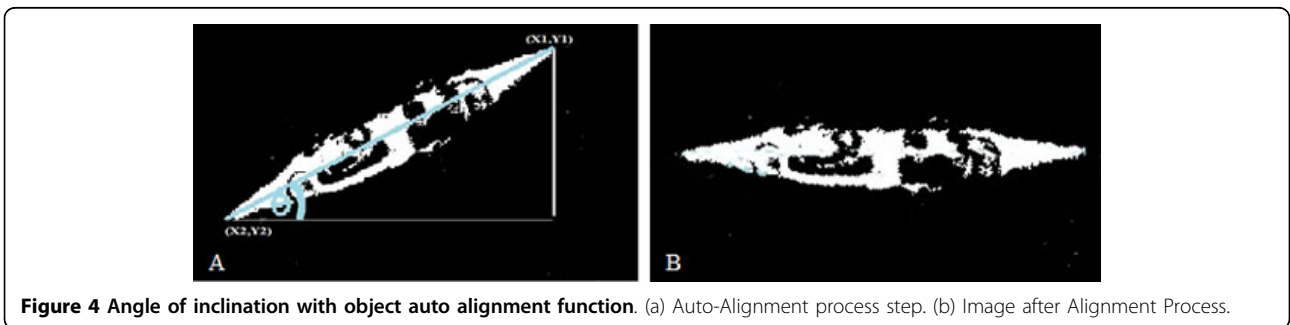 (X1,Y1)
(X2,Y2)
A
B
Figure 4 Angle of inclination with object auto alignment function. (a) Auto-Alignment process step. (b) Image after Alignment Process.